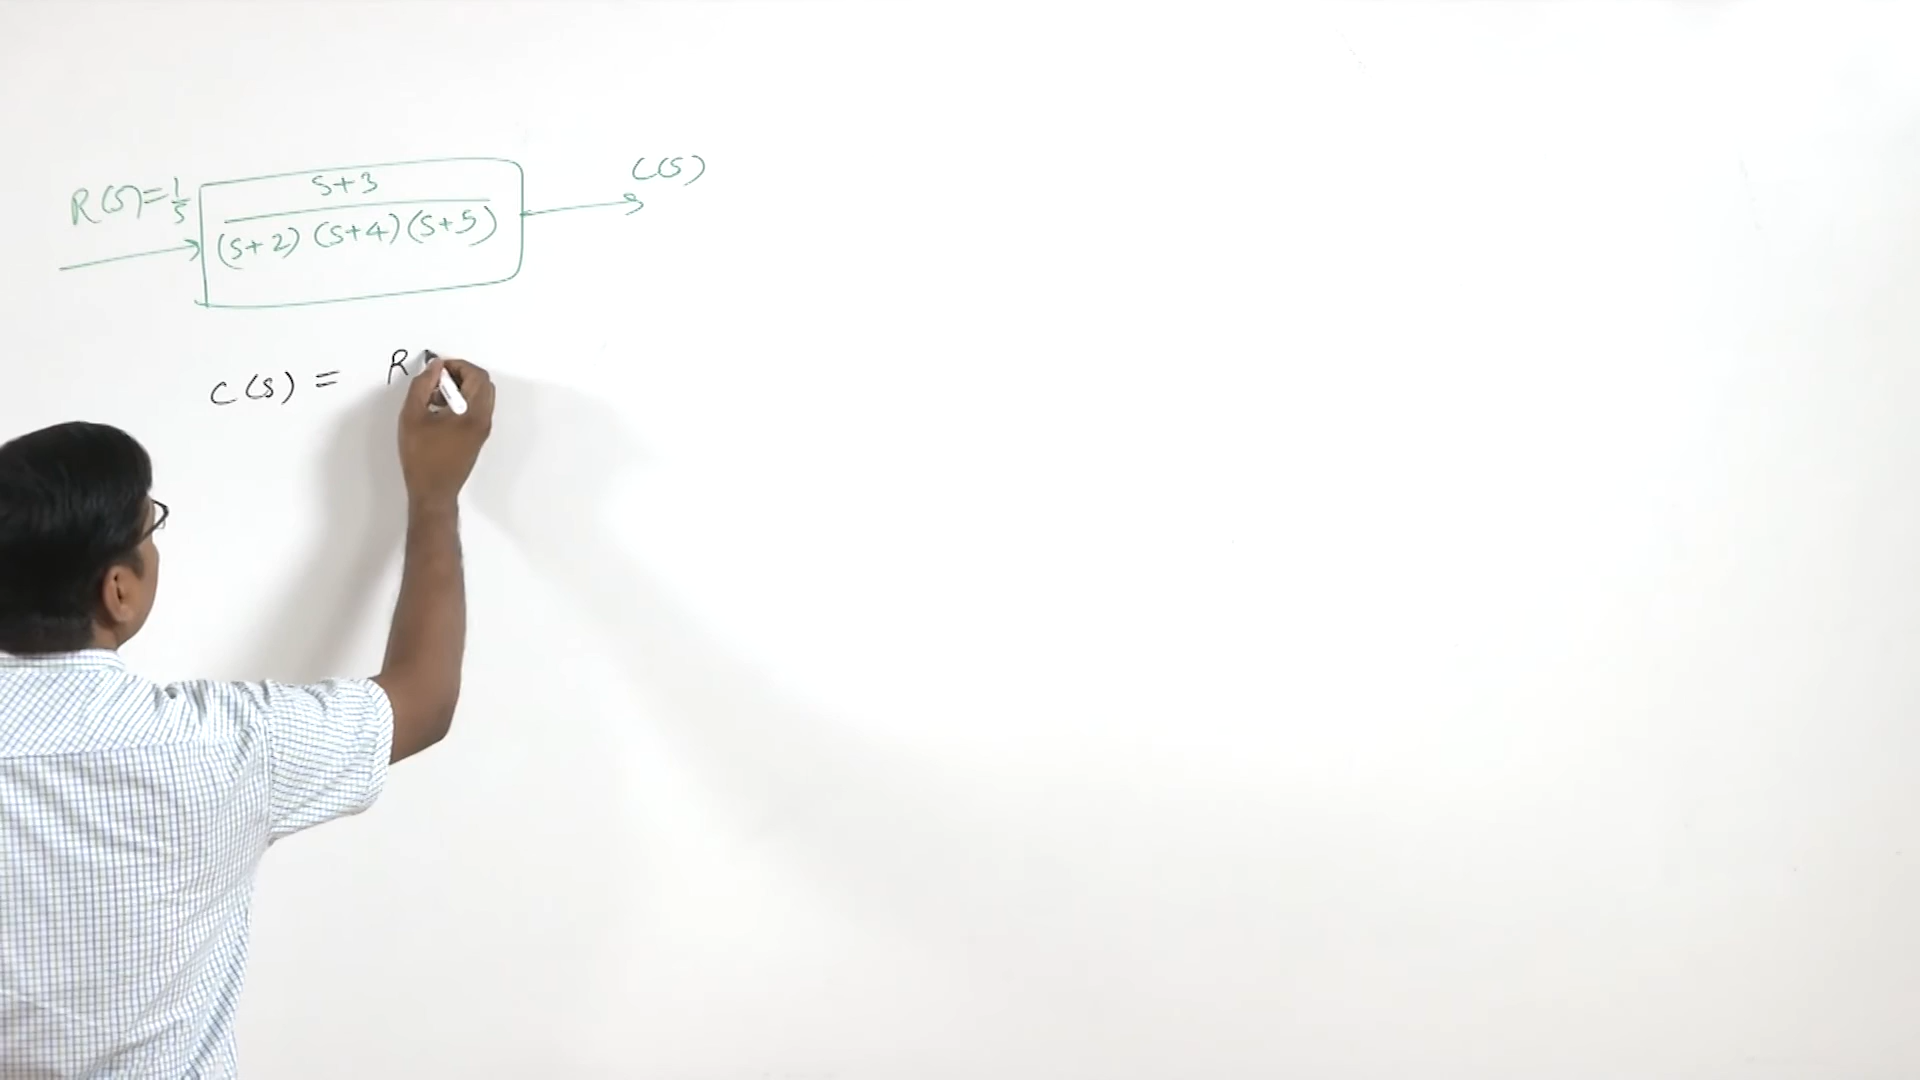 R(s)=1/s
s+3
(s+2) (s+4) (s+5)
C(s)
C(s) = R